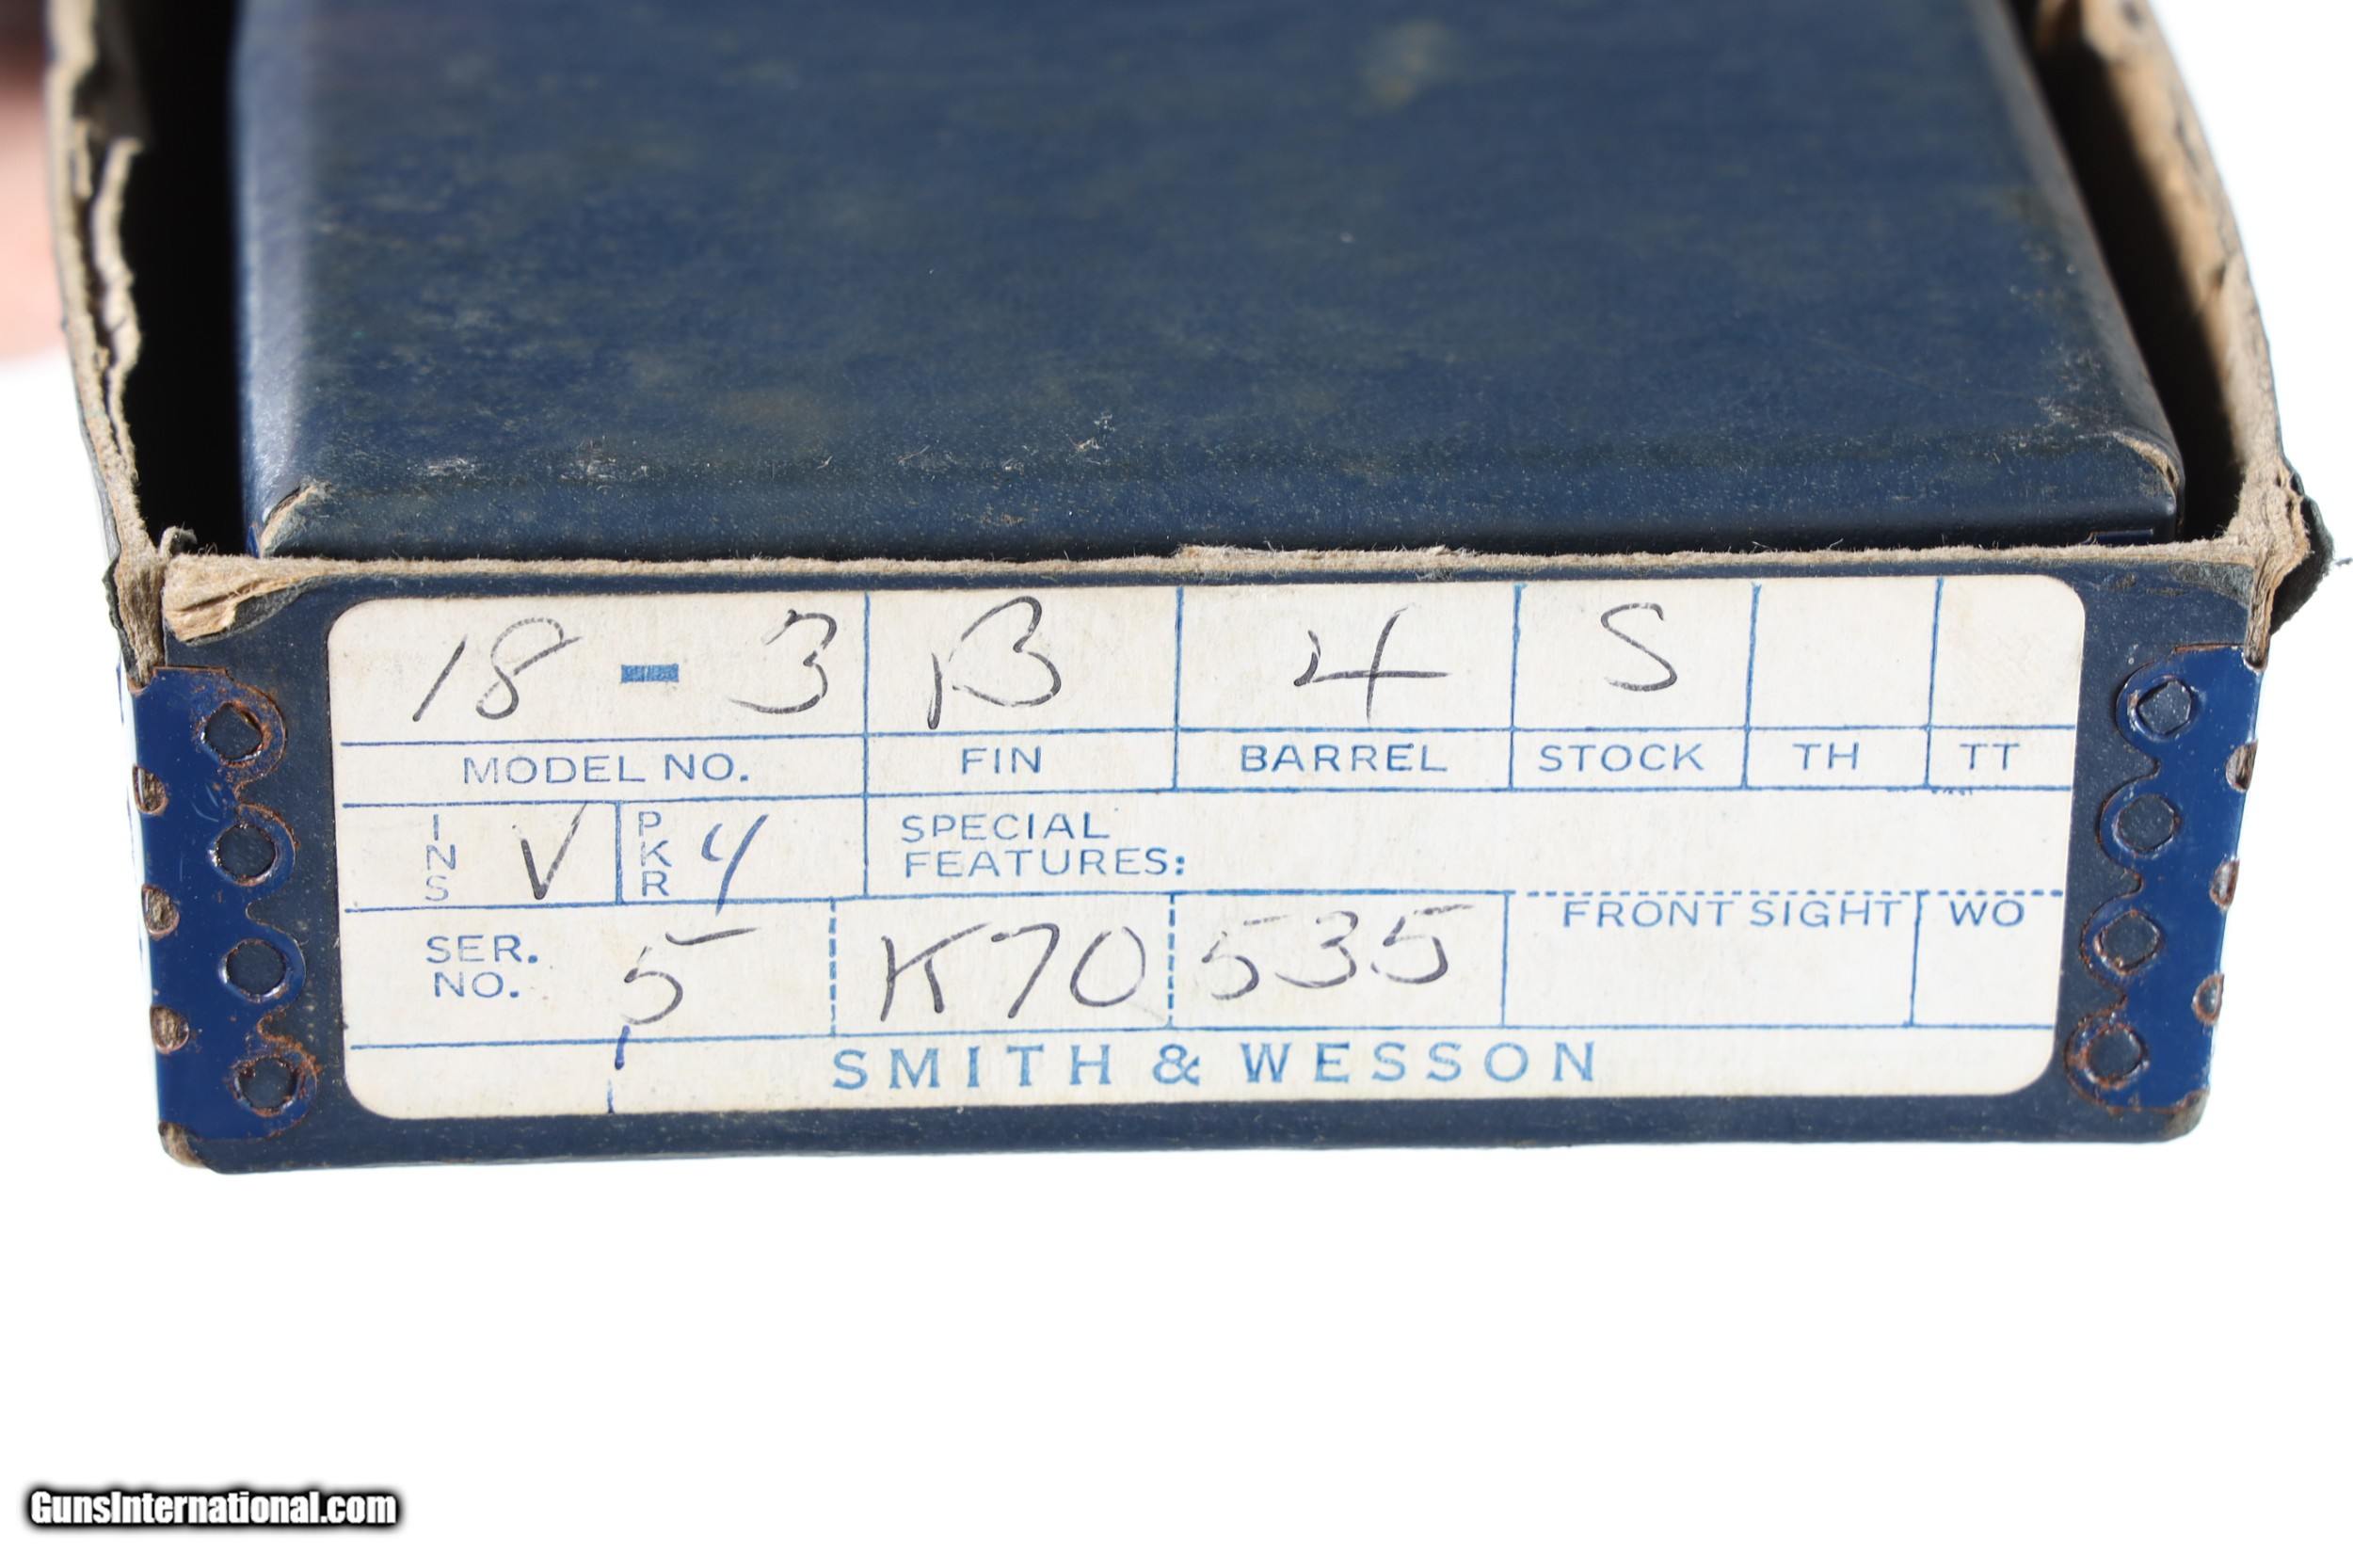 18 - 3 B 4 S
MODEL NO. FIN BARREL STOCK TH TT
INS V PKR 4 SPECIAL
FEATURES:
SER. 5 K70 535 FRONT SIGHT WO
NO.
SMITH & WESSON
GunsInternational.com